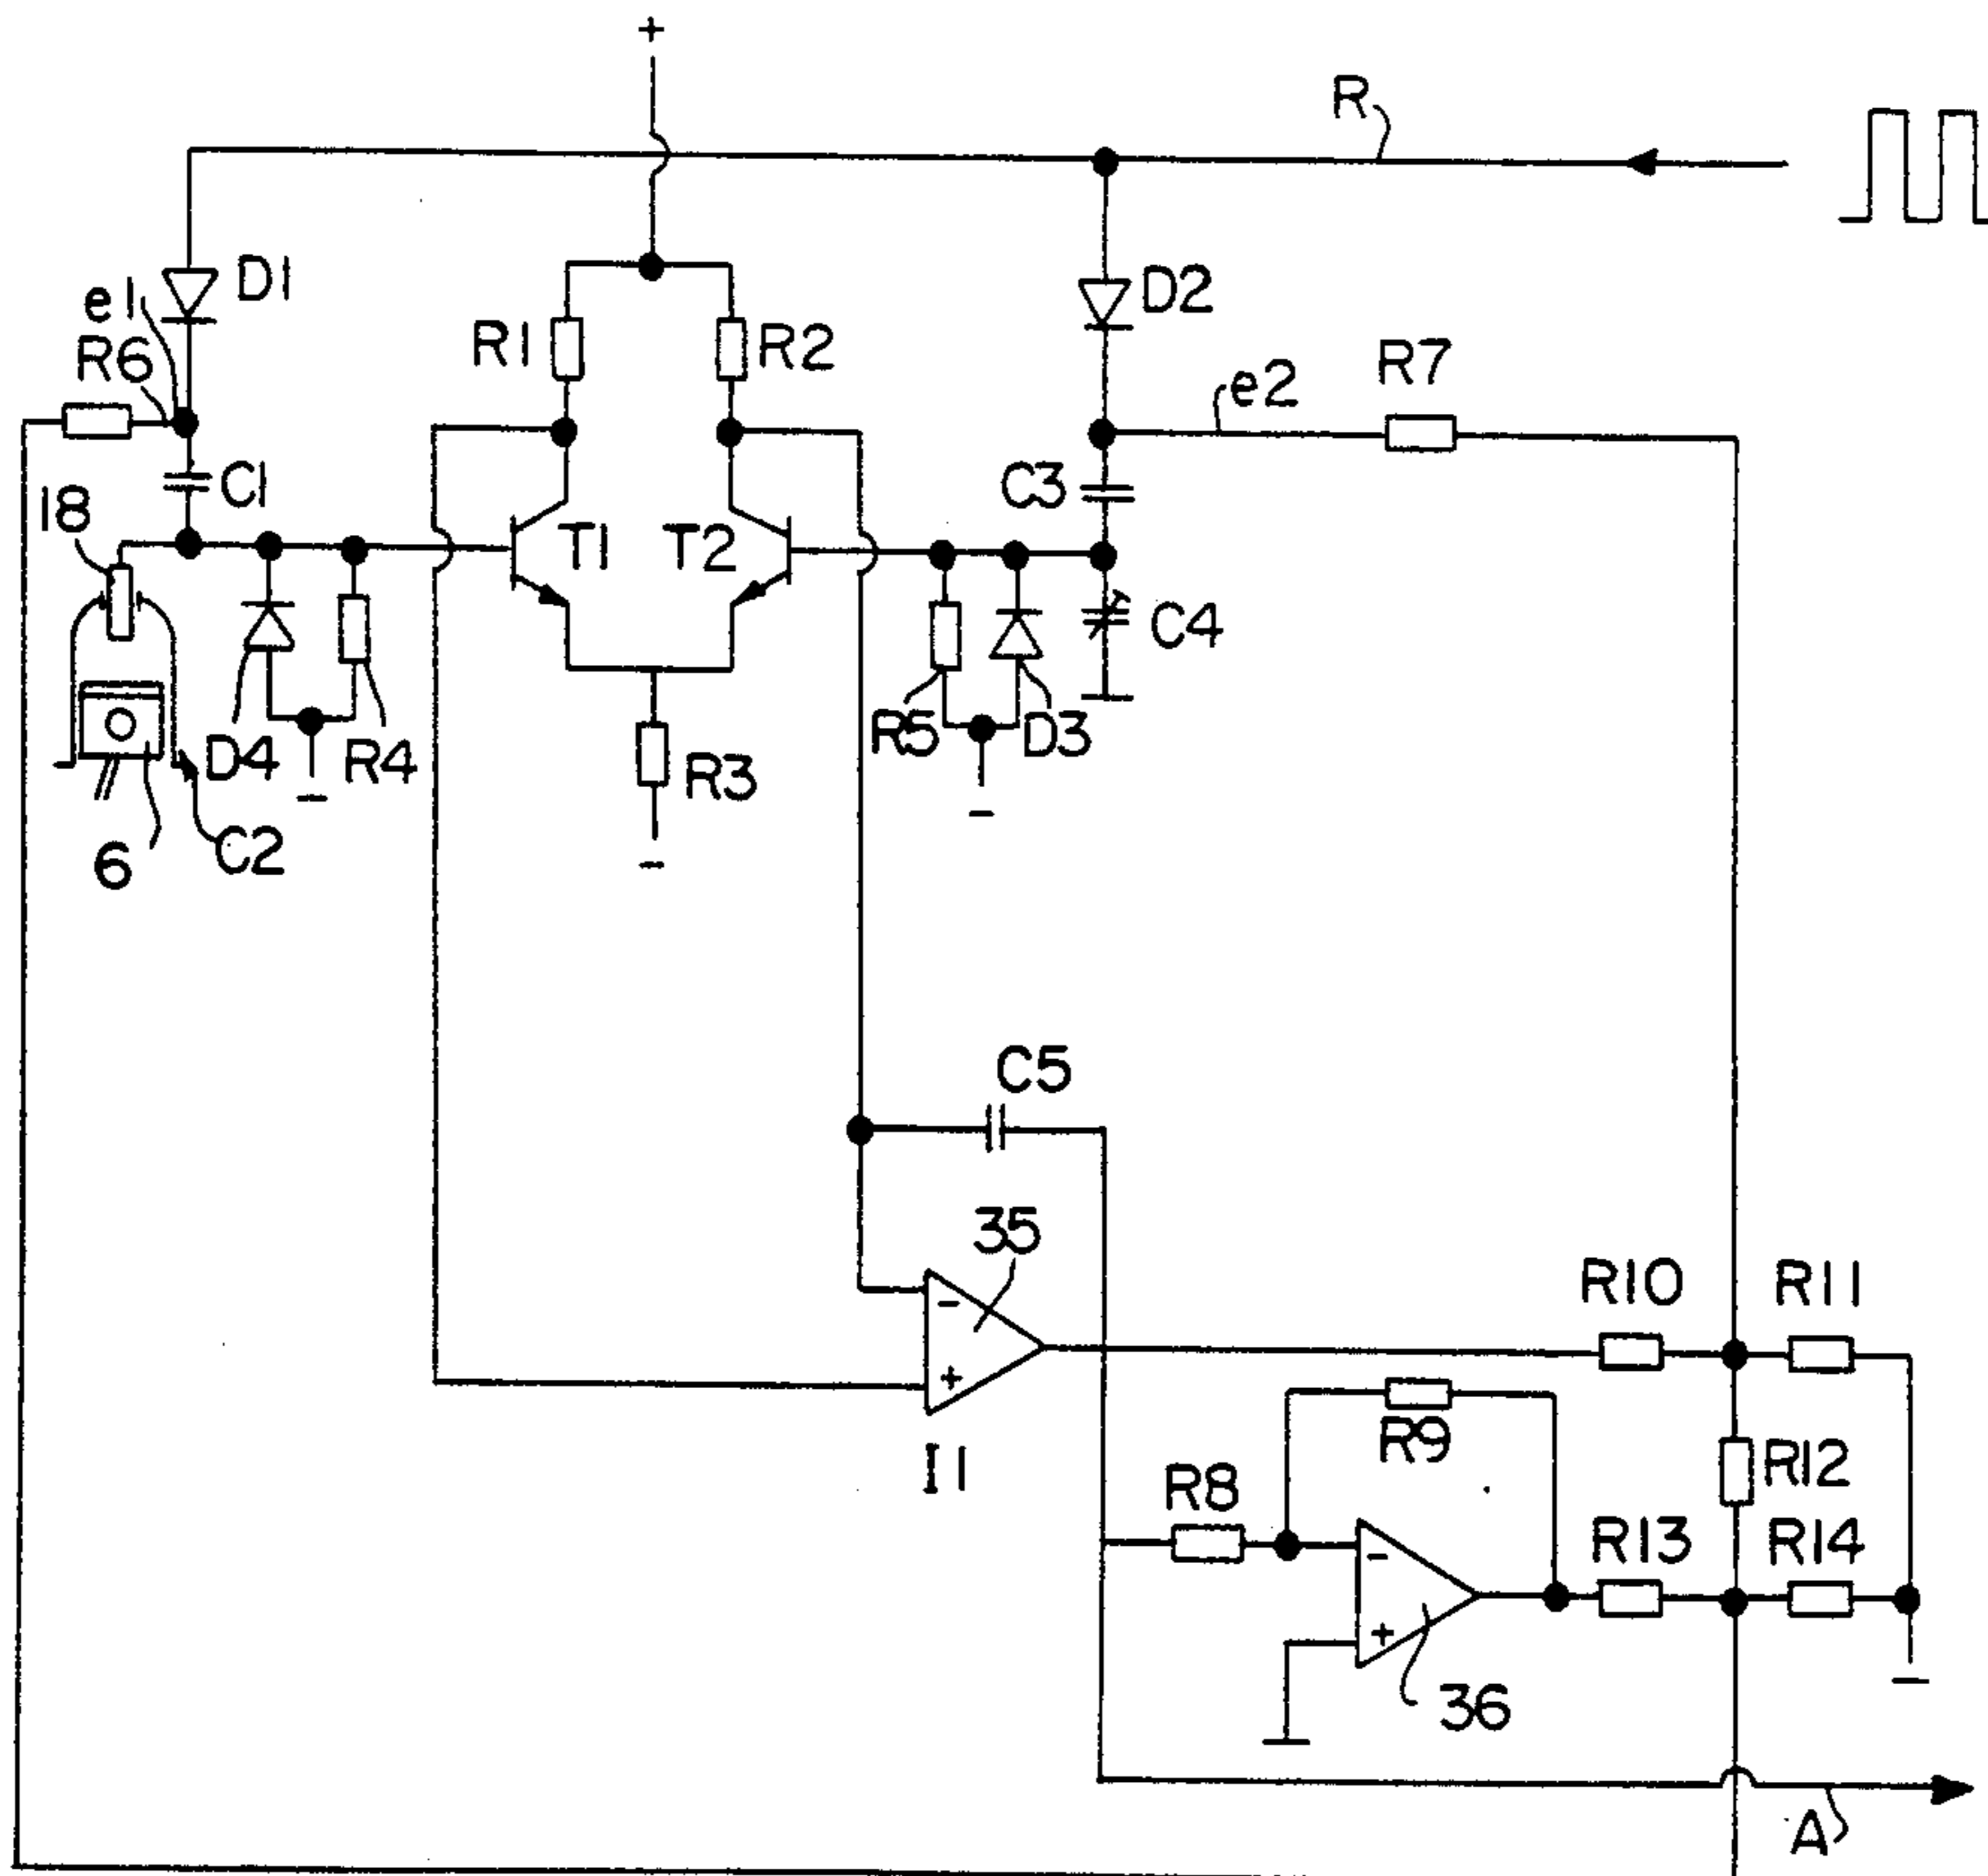 +
R
D1
e1
R6
R1
R2
D2
e2
R7
C1
18
T1
T2
C3
C4
D4
R4
R5
D3
R3
-
-
-
6
C2
C5
35
-
+
I1
R10
R11
R9
R12
R8
R13
R14
-
+
36
-
A